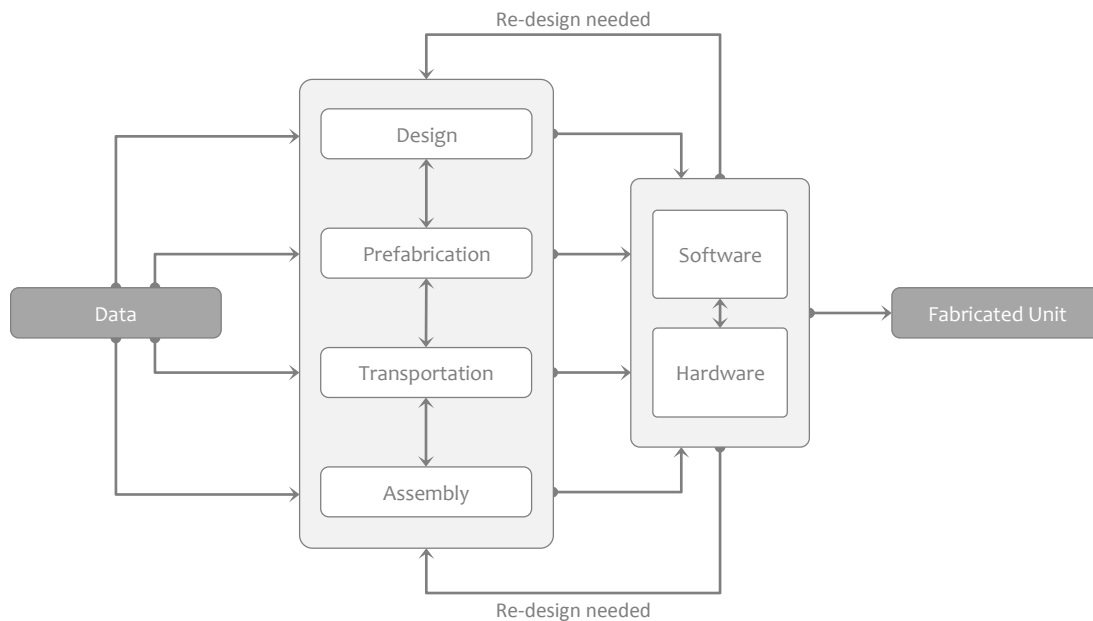 Re-design needed
Design
Prefabrication
Software
Data
Fabricated Unit
Transportation
Hardware
Assembly
Re-design needed